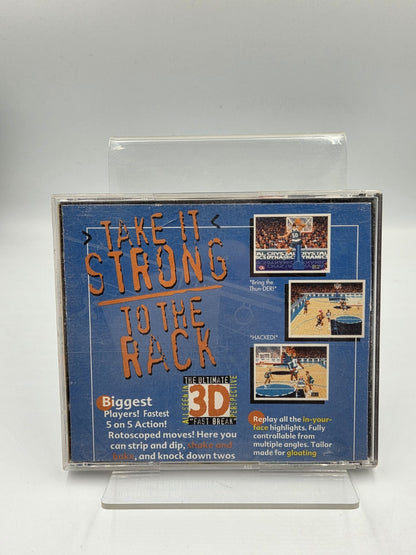 TAKE IT
STRONG
TO THE
RACK
"Bring the
Thun-DER!"
"HACKED!"
THE ULTIMATE
3D
"FAST BREAK"
PERSPECTIVE
Biggest
Players! Fastest
5 on 5 Action!
Rotoscoped moves! Here you
can strip and dip, shake and
bake, and knock down twos
Replay all the in-your-
face highlights. Fully
controllable from
multiple angles. Tailor
made for gloating